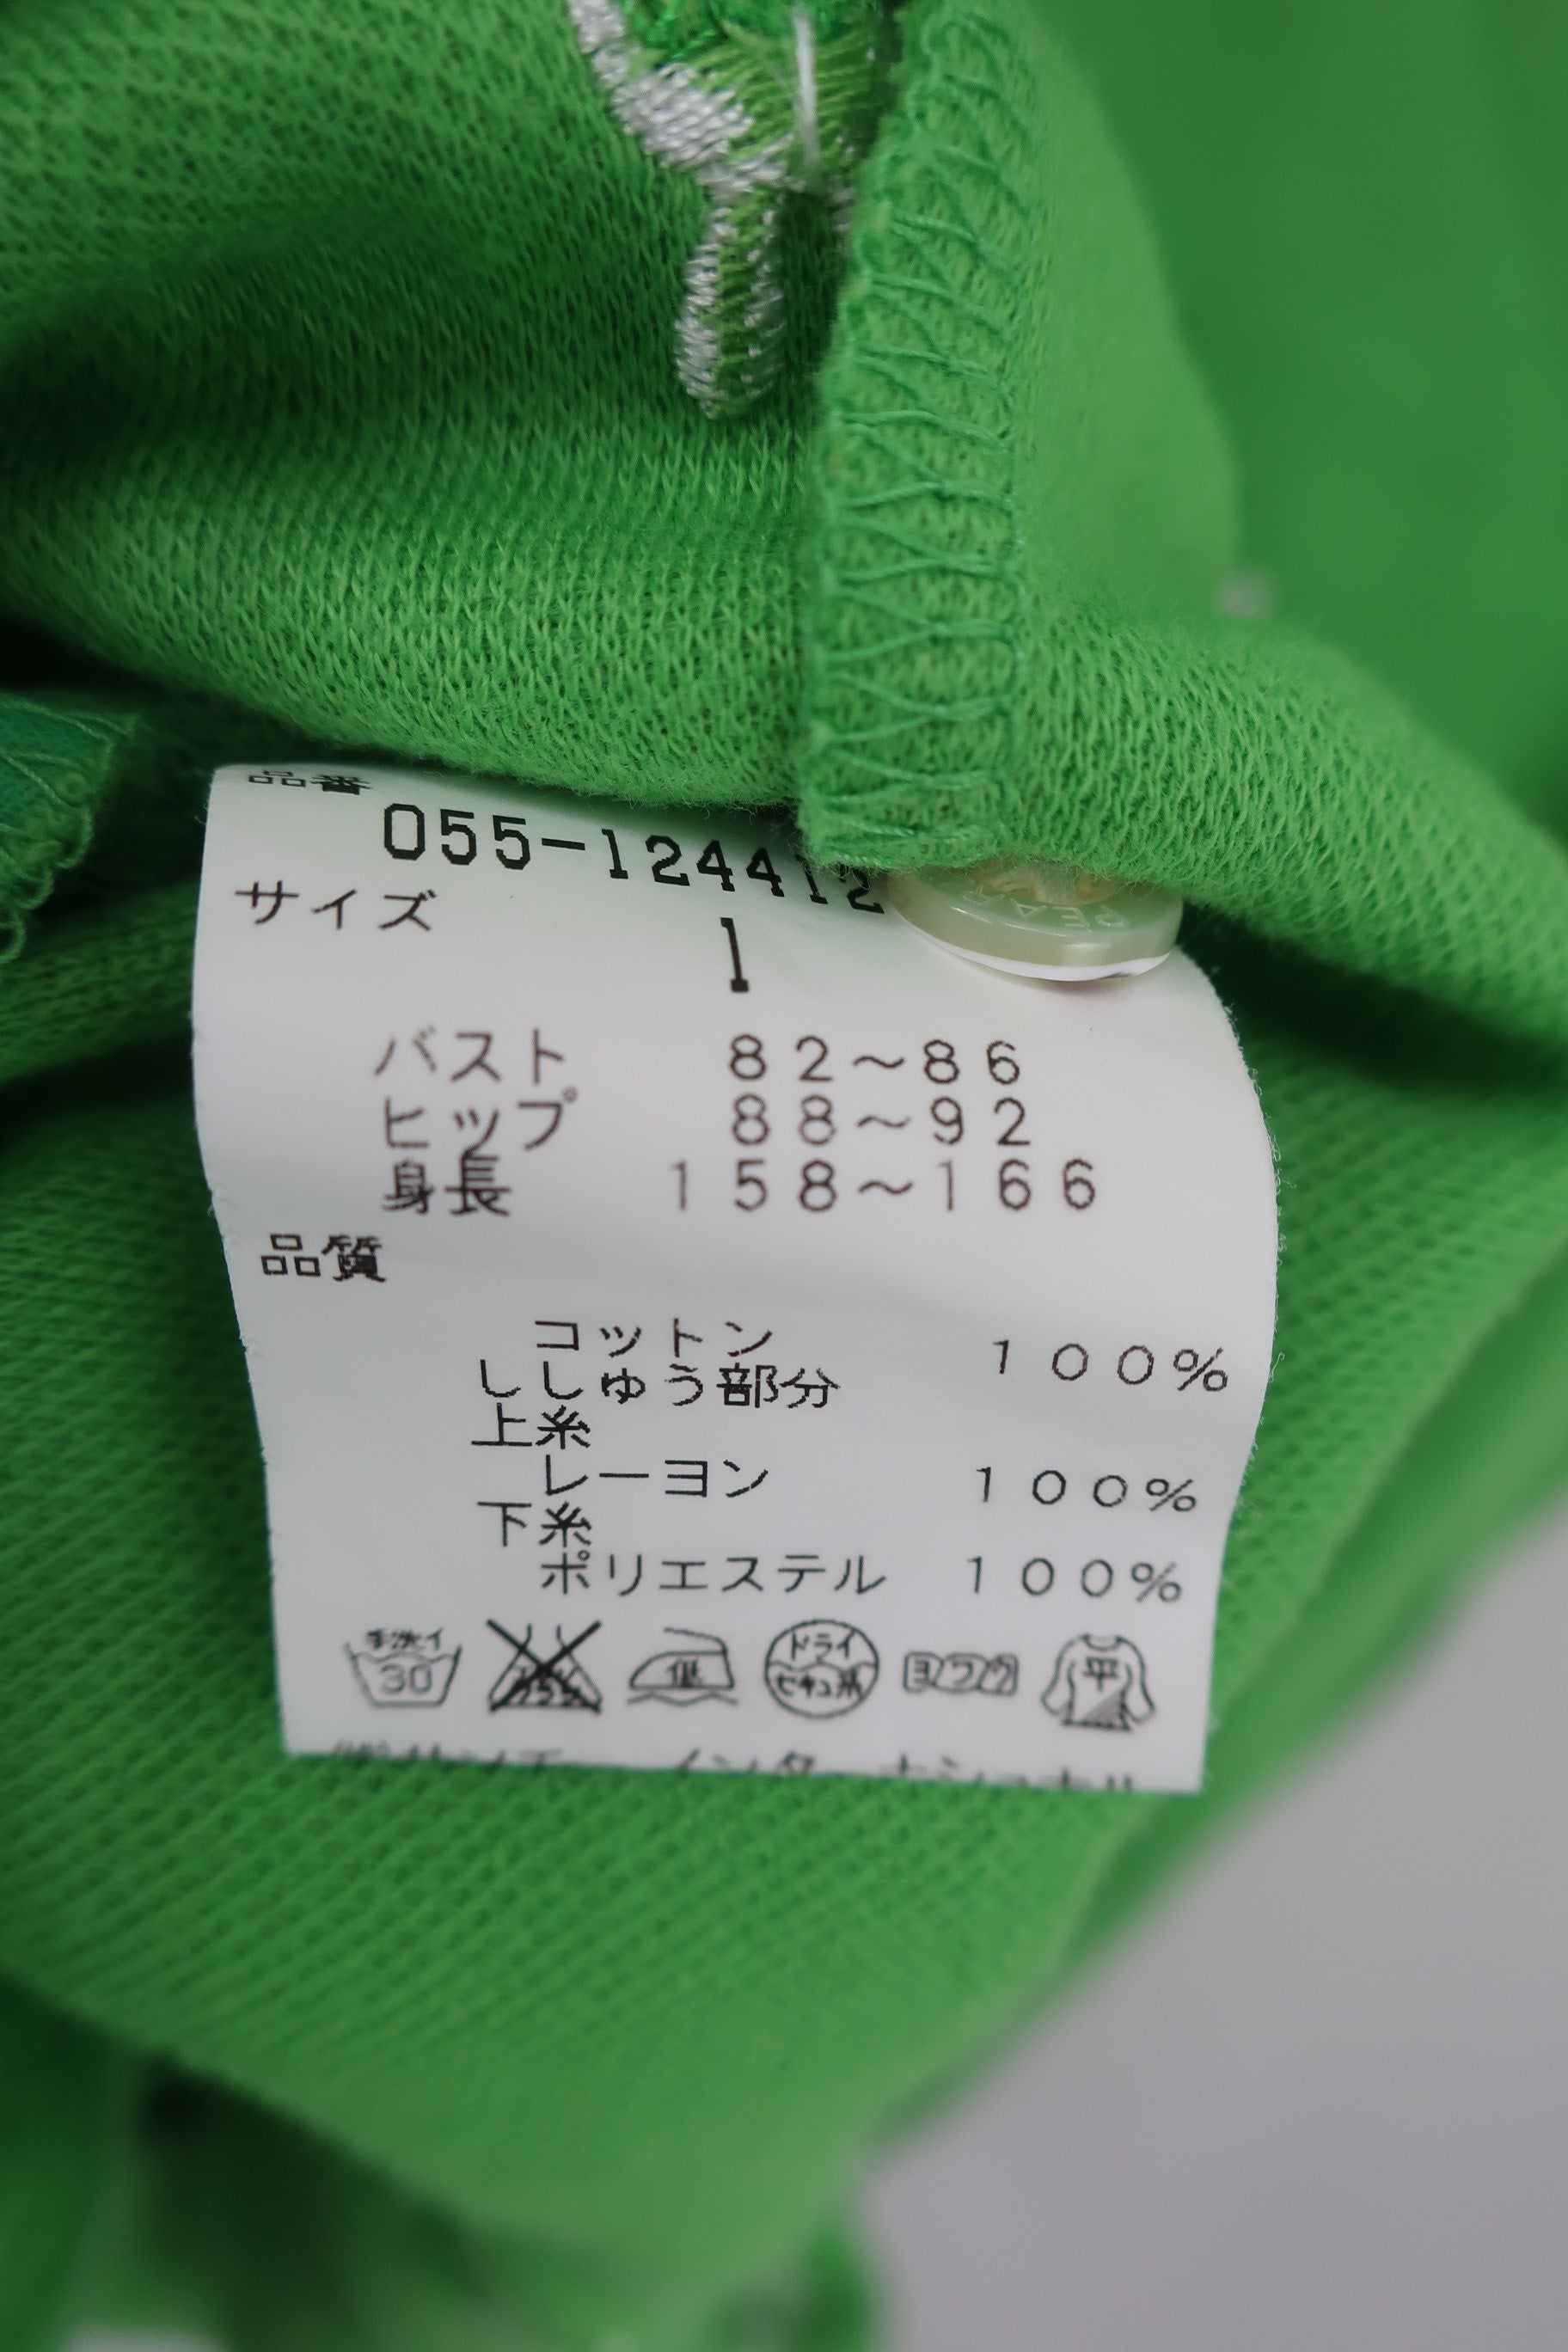 品番
055-124412
サイズ
1
バスト 82～86
ヒップ 88～92
身長 158～166
品質
コットン 100%
ししゅう部分
上糸
レーヨン 100%
下糸
ポリエステル 100%
手洗イ 30 低 ドライ セキユ系 ヨワク 平